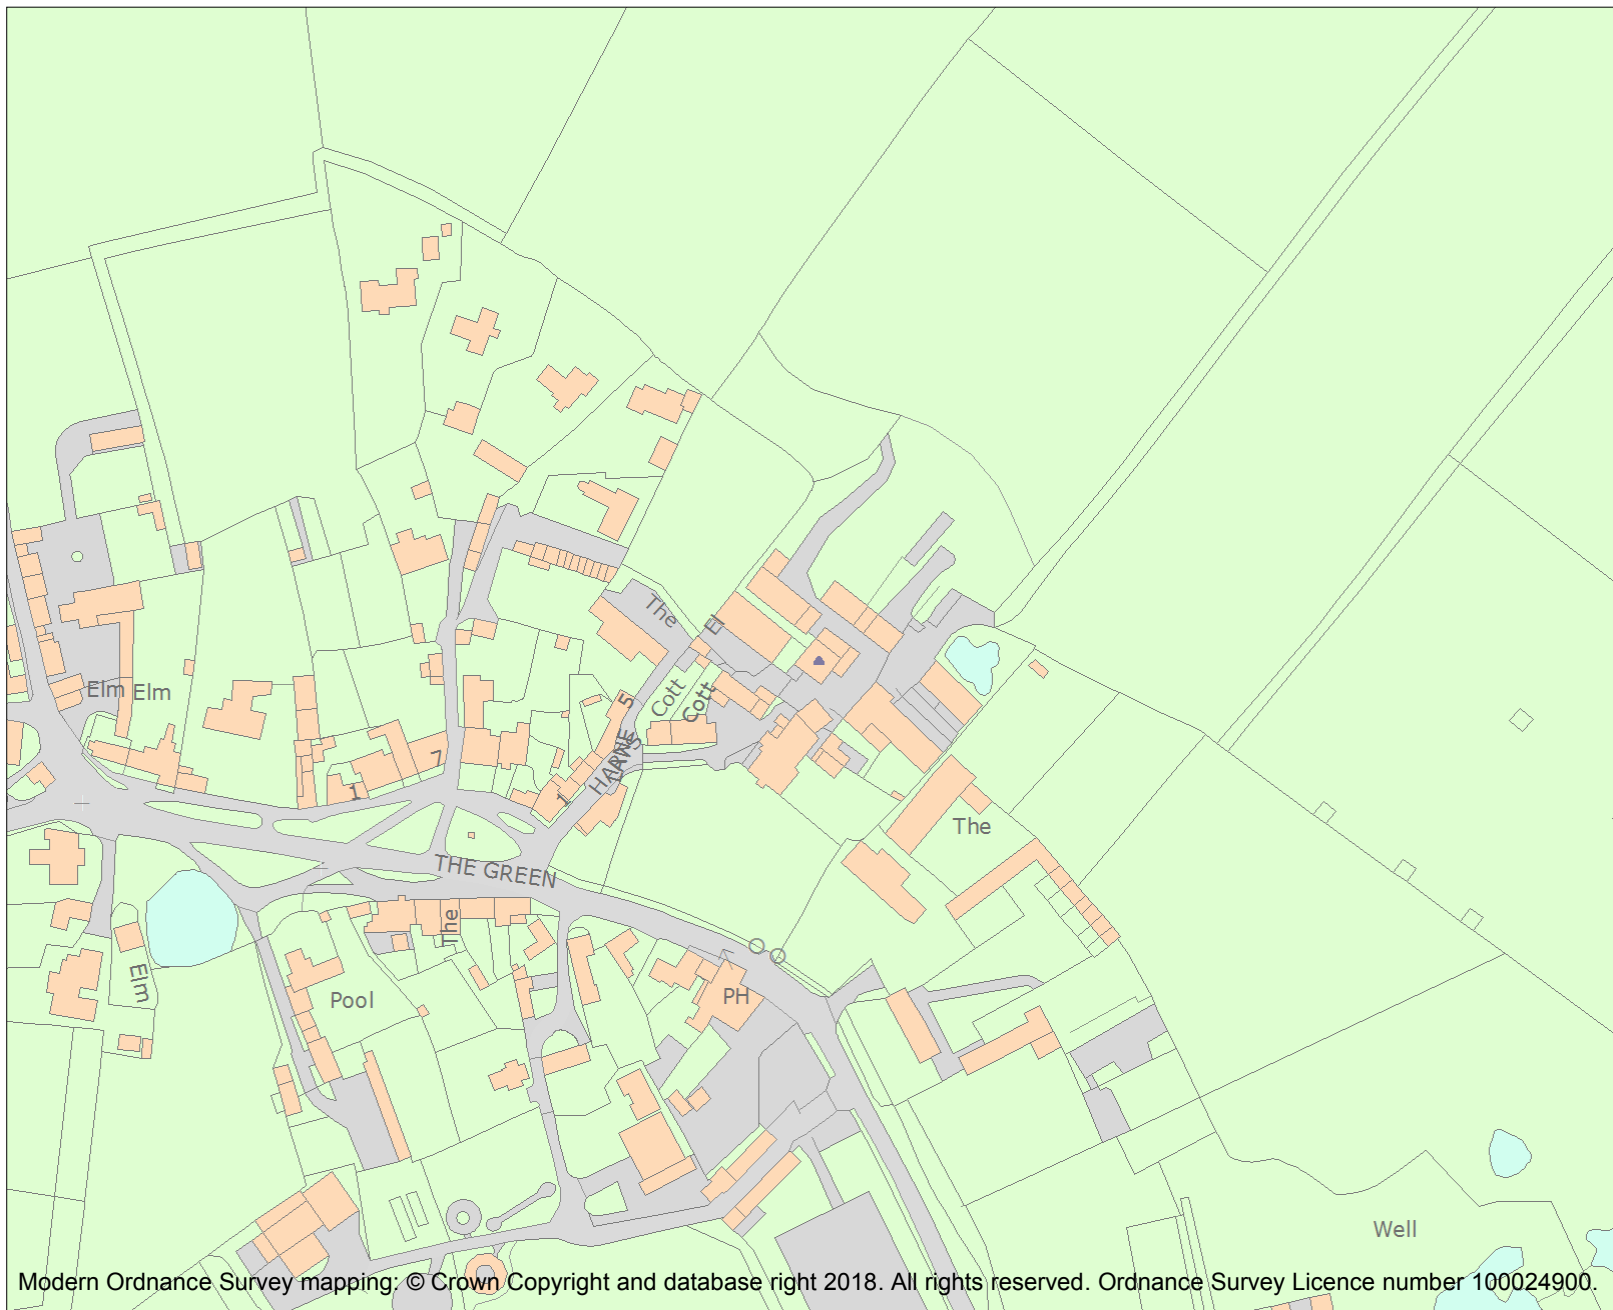 The
El
Elm Elm
Cott
Cott
5
7
1
1
HARNE
THE GREEN
The
The
Elm
Pool
PH
Well
Modern Ordnance Survey mapping: © Crown Copyright and database right 2018. All rights reserved. Ordnance Survey Licence number 100024900.